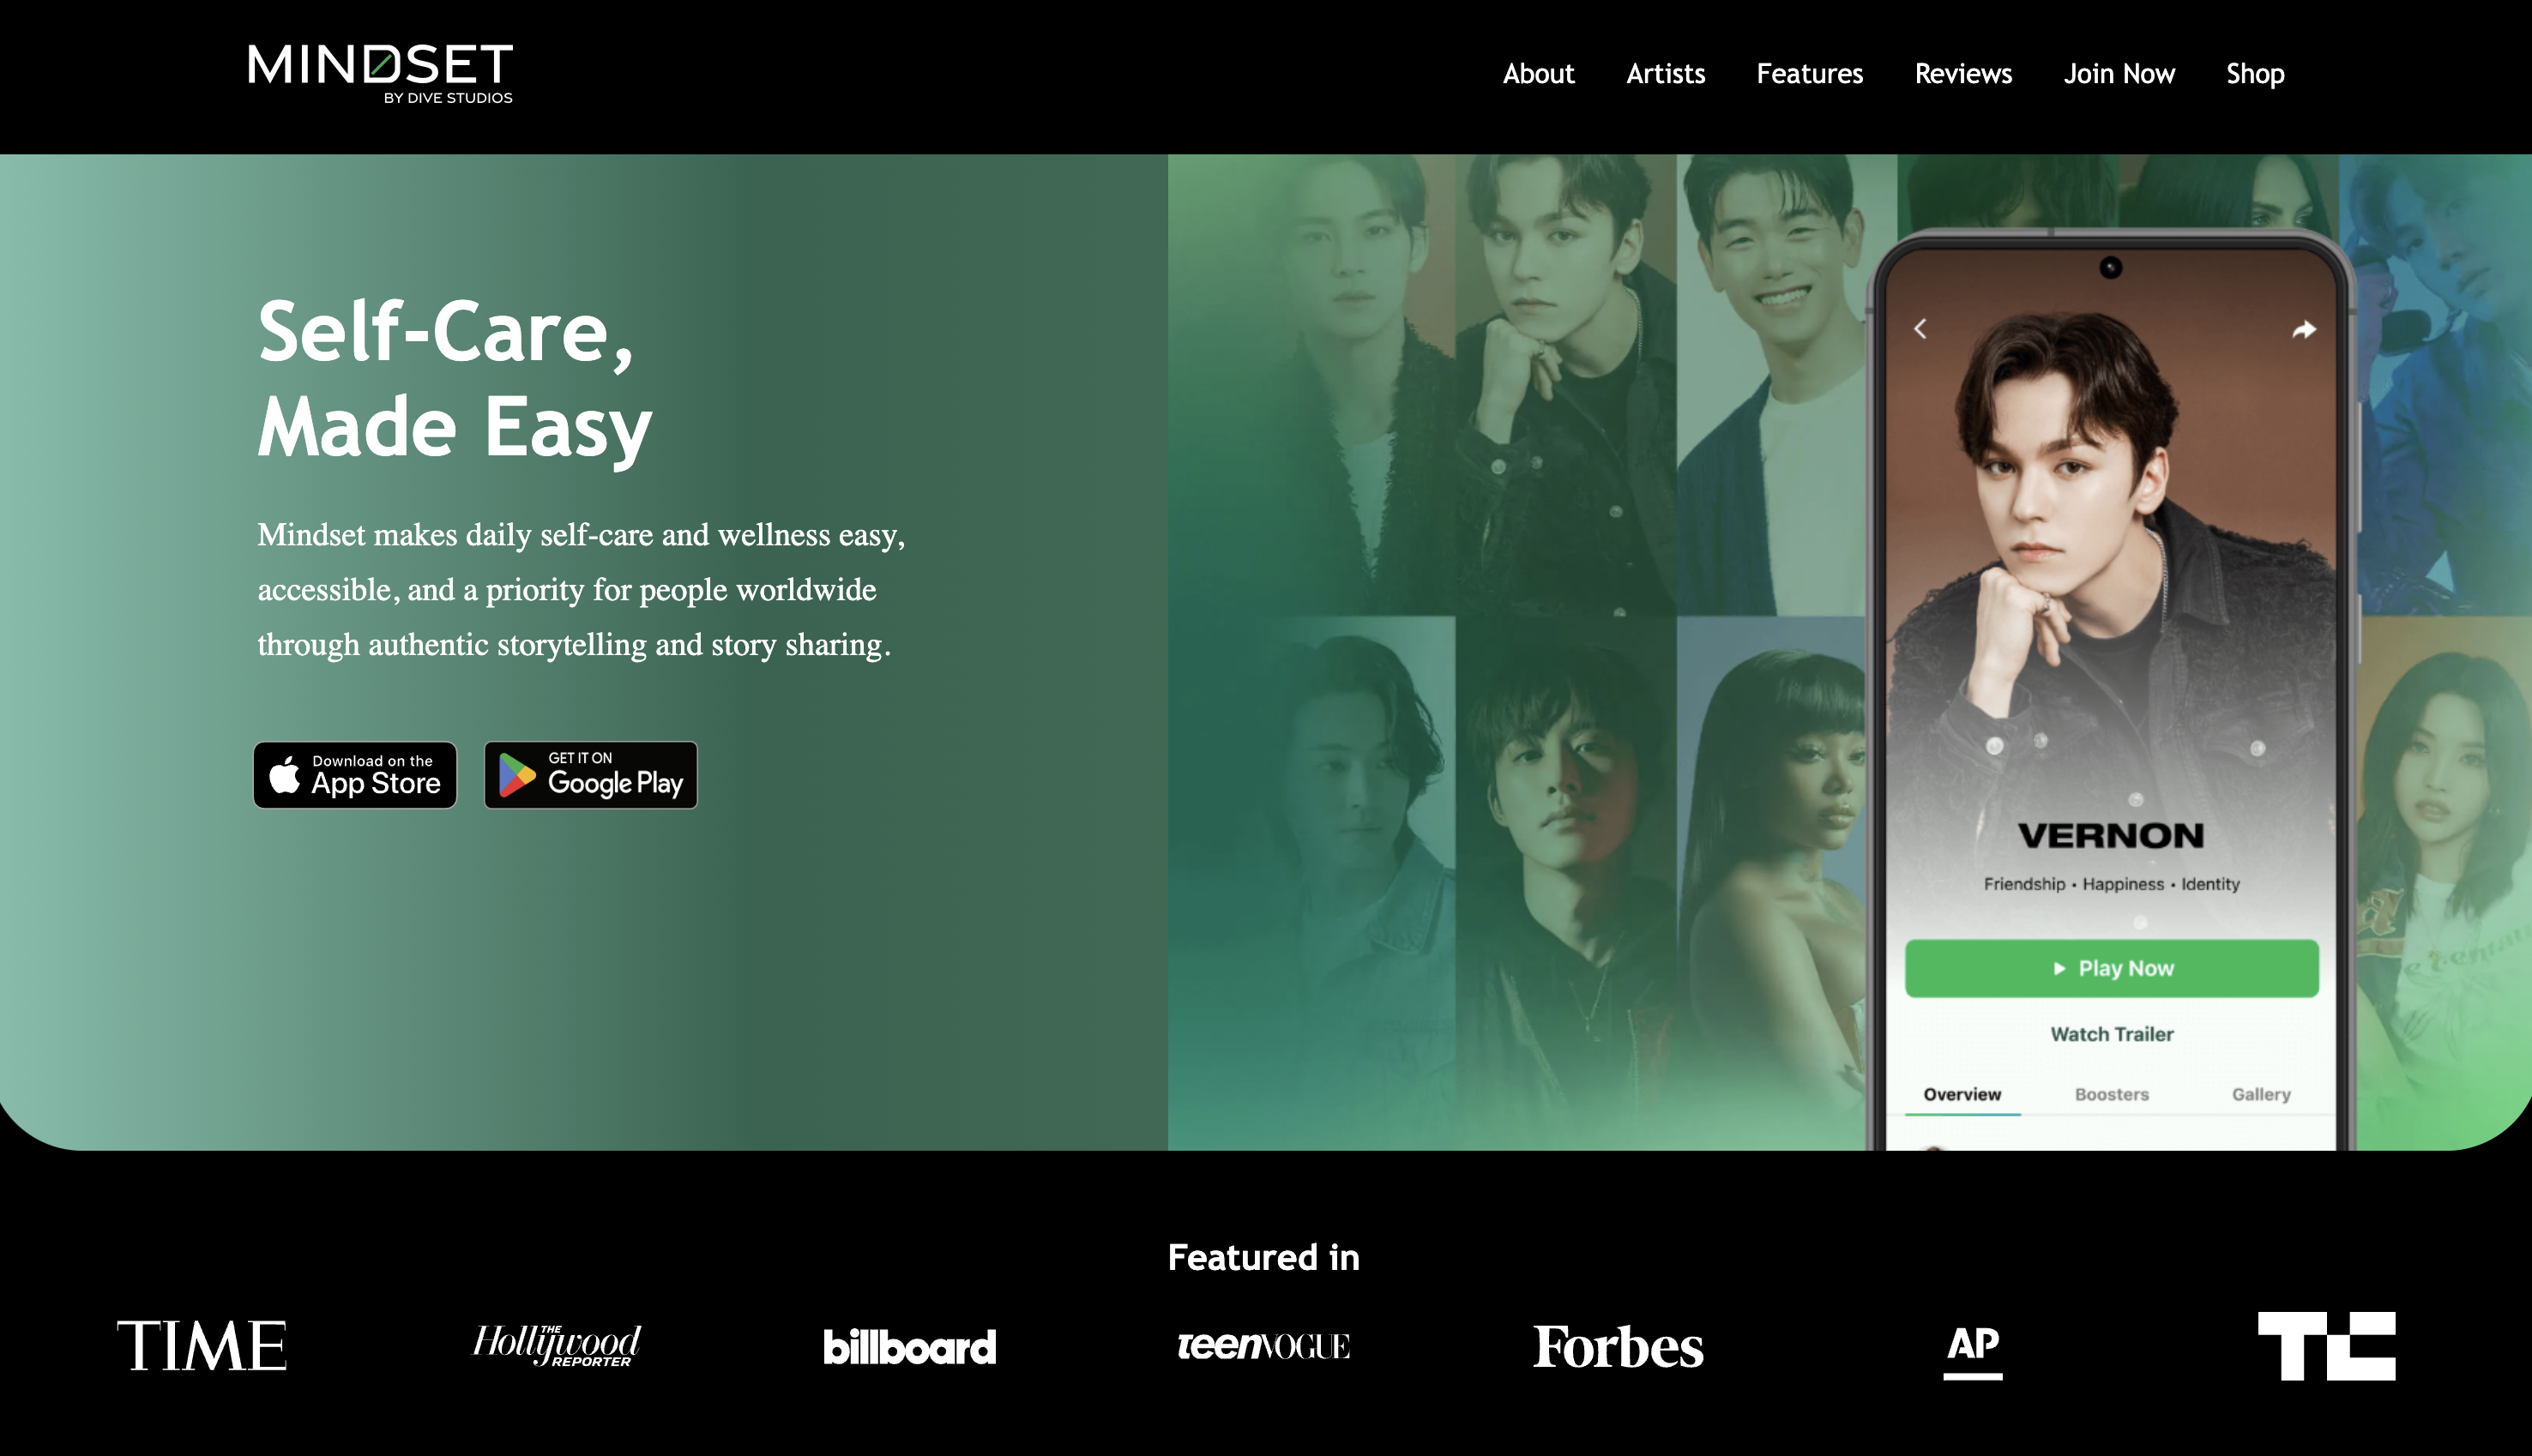 MINDSET
BY DIVE STUDIOS
About
Artists
Features
Reviews
Join Now
Shop
Self-Care,
Made Easy
Mindset makes daily self-care and wellness easy,
accessible, and a priority for people worldwide
through authentic storytelling and story sharing.
Download on the
App Store
GET IT ON
Google Play
VERNON
Friendship • Happiness • Identity
Play Now
Watch Trailer
Overview
Boosters
Gallery
Featured in
TIME
THE
Hollywood
REPORTER
billboard
teenVOGUE
Forbes
AP
TC